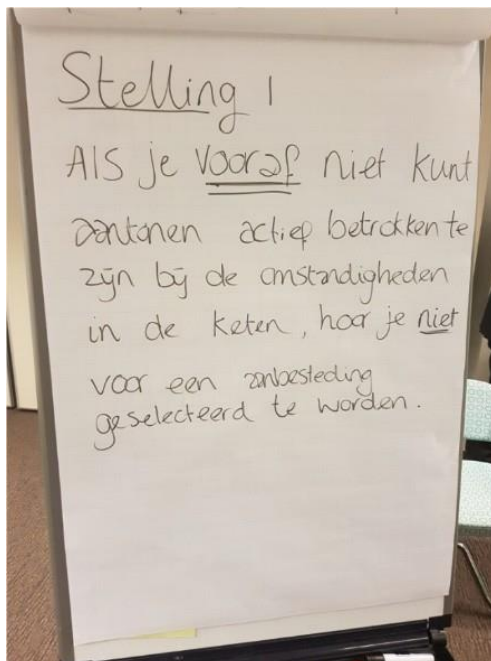 Stelling 1
Als je vooraf niet kunt
aantonen actief betrokken te
zijn bij de omstandigheden
in de keten, hoor je niet
voor een aanbesteding
geselecteerd te worden.